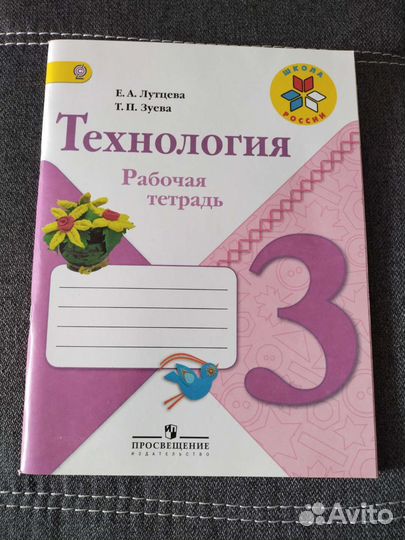 Е. А. Лутцева
Т. П. Зуева
ШКОЛА
РОССИИ
Технология
Рабочая
тетрадь
3
ПРОСВЕЩЕНИЕ
ИЗДАТЕЛЬСТВО
Avito